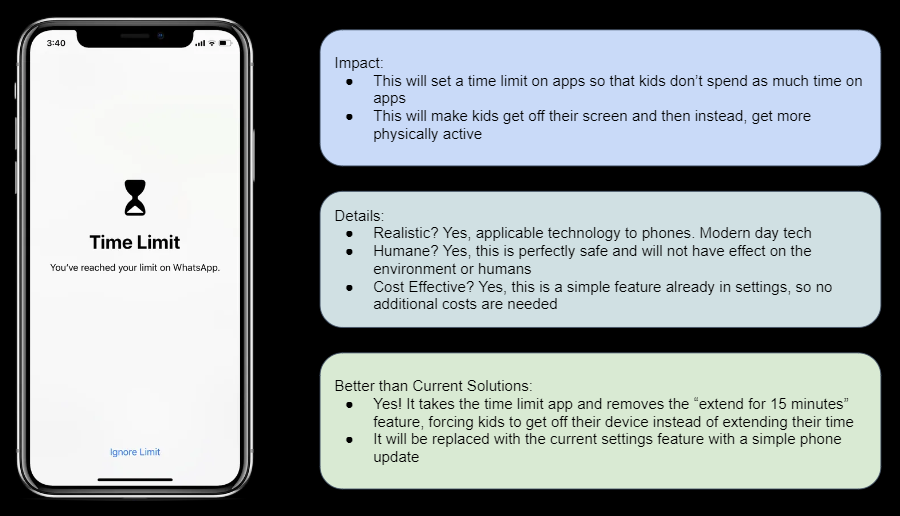 3:40
Time Limit
You've reached your limit on WhatsApp.
Ignore Limit
Impact:
● This will set a time limit on apps so that kids don't spend as much time on
apps
● This will make kids get off their screen and then instead, get more
physically active
Details:
● Realistic? Yes, applicable technology to phones. Modern day tech
● Humane? Yes, this is perfectly safe and will not have effect on the
environment or humans
● Cost Effective? Yes, this is a simple feature already in settings, so no
additional costs are needed
Better than Current Solutions:
● Yes! It takes the time limit app and removes the “extend for 15 minutes”
feature, forcing kids to get off their device instead of extending their time
● It will be replaced with the current settings feature with a simple phone
update